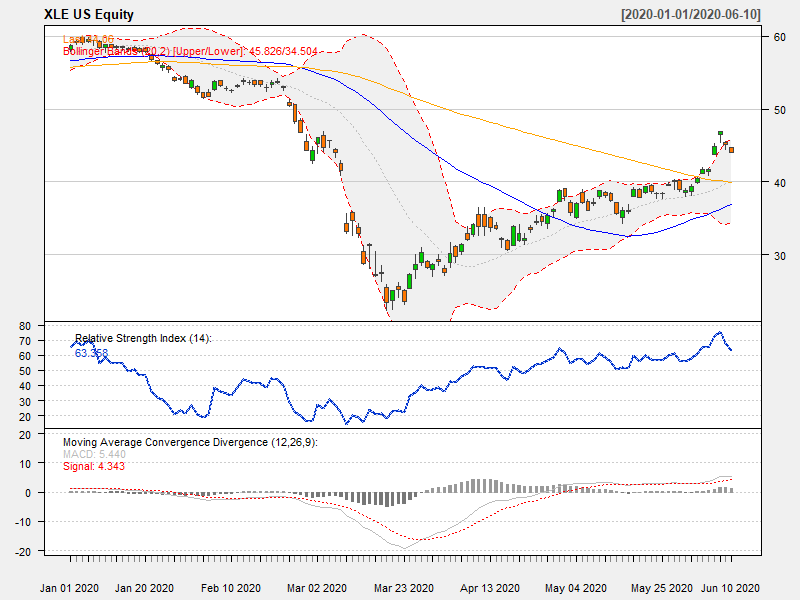 XLE US Equity [2020-01-01/2020-06-10]
Last
Bollinger Bands (20,2) [Upper/Lower]: 45.826/34.504
60
50
40
30
80
Relative Strength Index (14):
70
63.358
60
50
40
30
20
20
Moving Average Convergence Divergence (12,26,9):
MACD: 5.440
Signal: 4.343
10
0
-10
-20
Jan 01 2020 Jan 20 2020 Feb 10 2020 Mar 02 2020 Mar 23 2020 Apr 13 2020 May 04 2020 May 25 2020 Jun 10 2020